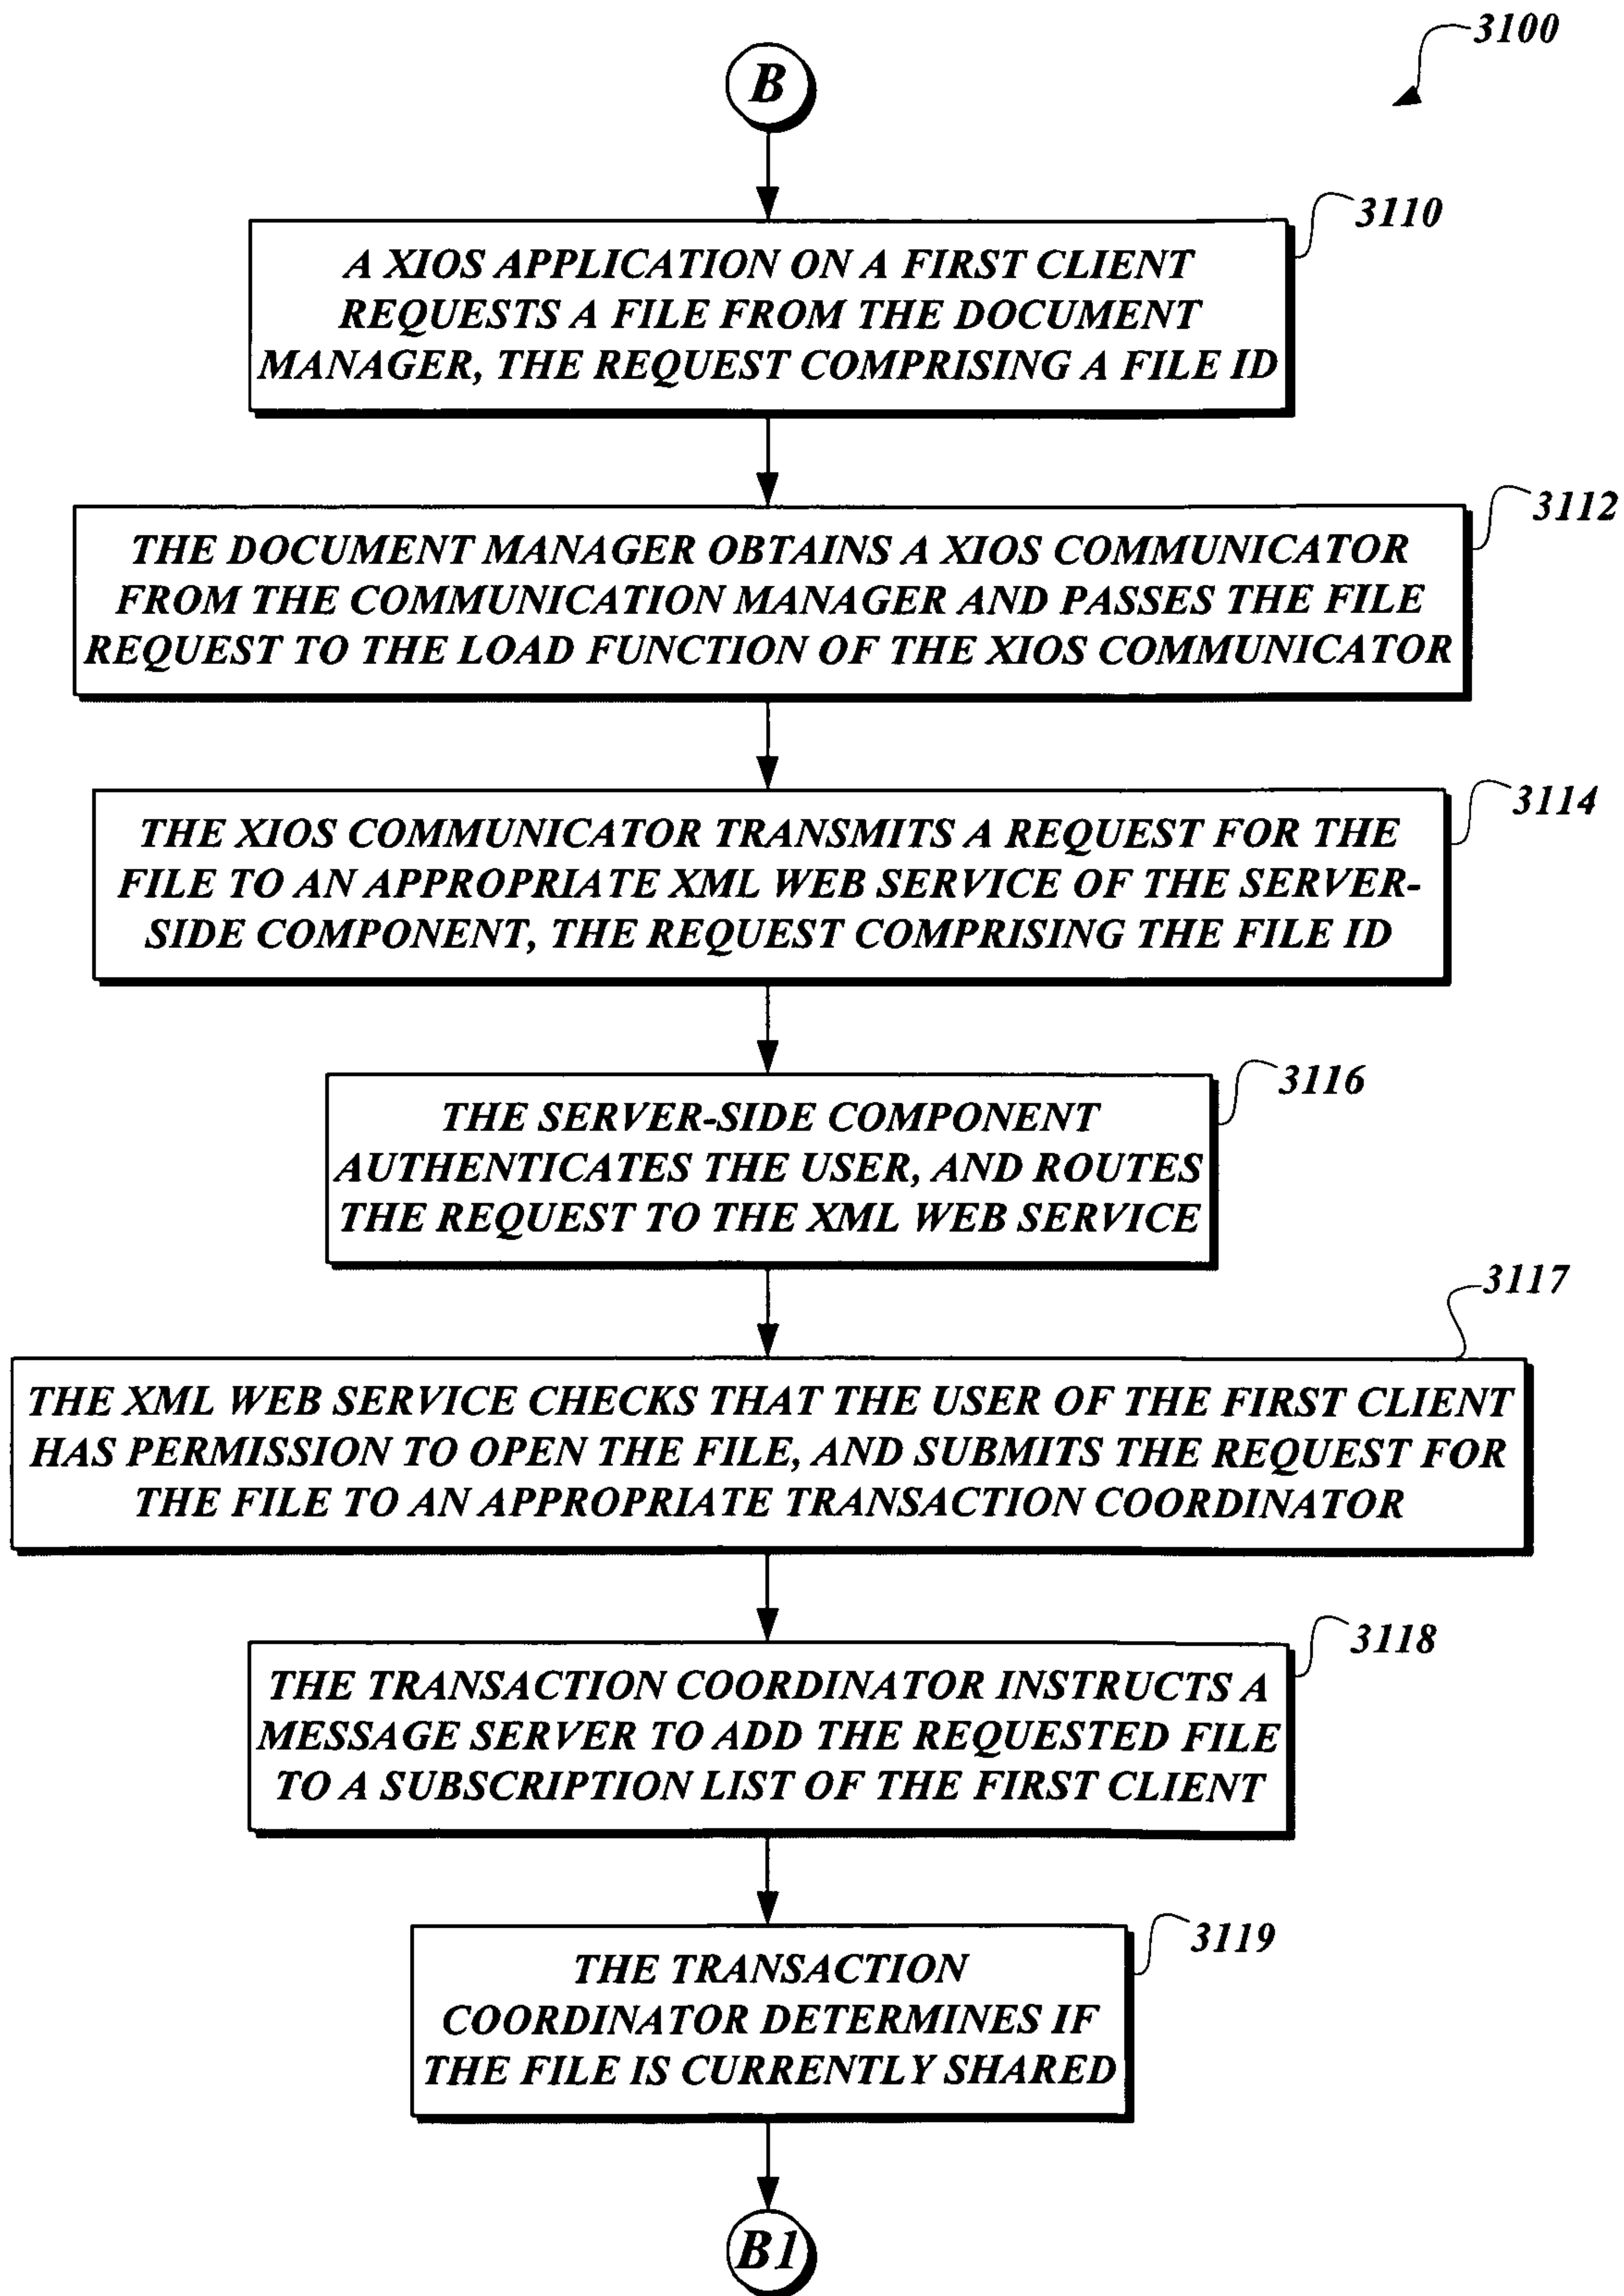 3100
B
3110
A XIOS APPLICATION ON A FIRST CLIENT
REQUESTS A FILE FROM THE DOCUMENT
MANAGER, THE REQUEST COMPRISING A FILE ID
3112
THE DOCUMENT MANAGER OBTAINS A XIOS COMMUNICATOR
FROM THE COMMUNICATION MANAGER AND PASSES THE FILE
REQUEST TO THE LOAD FUNCTION OF THE XIOS COMMUNICATOR
3114
THE XIOS COMMUNICATOR TRANSMITS A REQUEST FOR THE
FILE TO AN APPROPRIATE XML WEB SERVICE OF THE SERVER-
SIDE COMPONENT, THE REQUEST COMPRISING THE FILE ID
3116
THE SERVER-SIDE COMPONENT
AUTHENTICATES THE USER, AND ROUTES
THE REQUEST TO THE XML WEB SERVICE
3117
THE XML WEB SERVICE CHECKS THAT THE USER OF THE FIRST CLIENT
HAS PERMISSION TO OPEN THE FILE, AND SUBMITS THE REQUEST FOR
THE FILE TO AN APPROPRIATE TRANSACTION COORDINATOR
3118
THE TRANSACTION COORDINATOR INSTRUCTS A
MESSAGE SERVER TO ADD THE REQUESTED FILE
TO A SUBSCRIPTION LIST OF THE FIRST CLIENT
3119
THE TRANSACTION
COORDINATOR DETERMINES IF
THE FILE IS CURRENTLY SHARED
B1